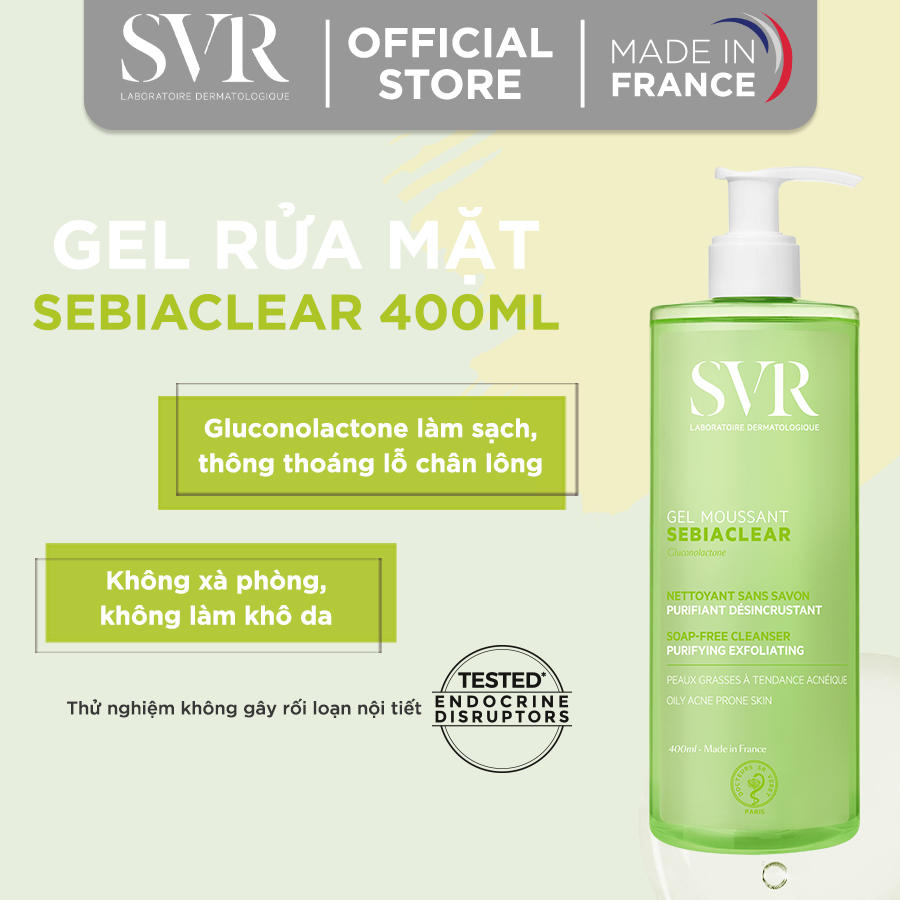 SVR
LABORATOIRE DERMATOLOGIQUE
OFFICIAL
STORE
MADE IN
FRANCE
GEL RỬA MẶT
SEBIACLEAR 400ML
Gluconolactone làm sạch,
thông thoáng lỗ chân lông
Không xà phòng,
không làm khô da
Thử nghiệm không gây rối loạn nội tiết
TESTED*
ENDOCRINE
DISRUPTORS
SVR
LABORATOIRE DERMATOLOGIQUE
GEL MOUSSANT
SEBIACLEAR
Gluconolactone
NETTOYANT SANS SAVON
PURIFIANT DÉSINCRUSTANT
SOAP-FREE CLEANSER
PURIFYING EXFOLIATING
PEAUX GRASSES À TENDANCE ACNÉIQUE
OILY ACNE PRONE SKIN
400ml - Made in France
DOCTEURS SR VERET
PARIS